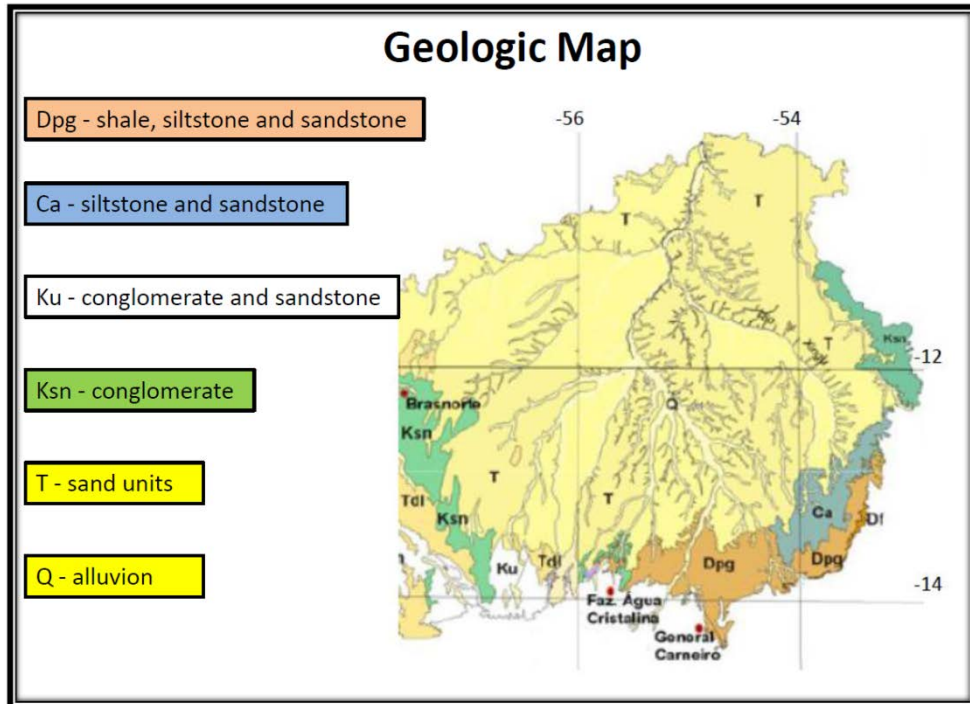 Geologic Map
Dpg - shale, siltstone and sandstone
Ca - siltstone and sandstone
Ku - conglomerate and sandstone
Ksn - conglomerate
T - sand units
Q - alluvion
-56
-54
T
T
Ksn
T
-12
Brasnorte
Q
Ksn
T
T
Tdl
Ksn
Ca
Df
Ku
Tdl
Dpg
Dpg
-14
Faz. Água
Cristalina
General
Carneiro